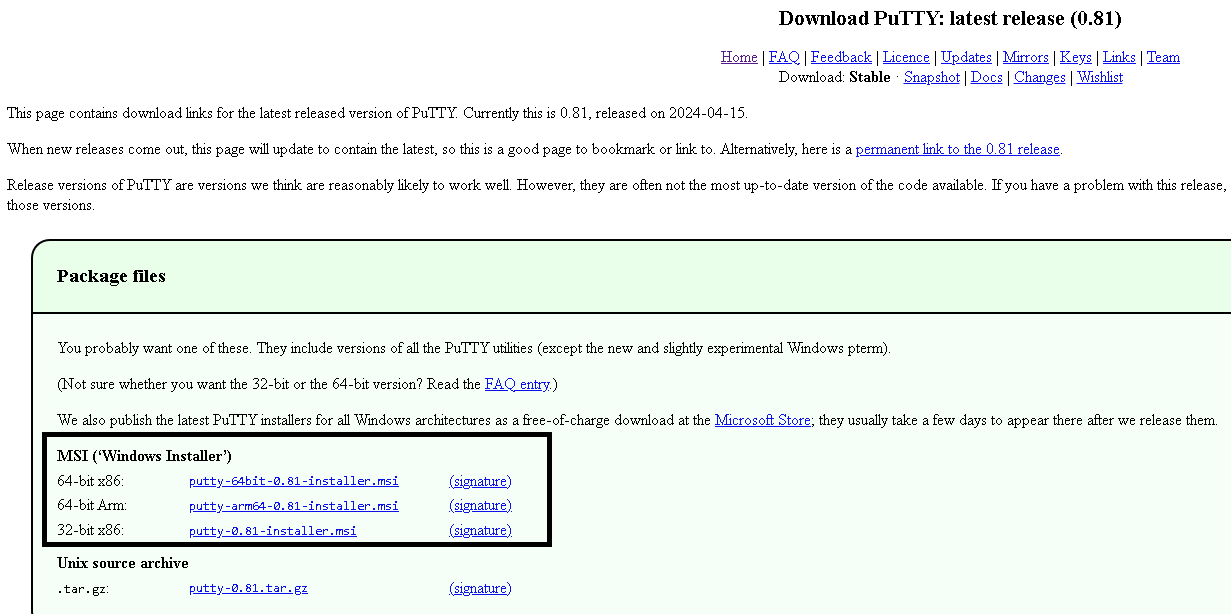 Download PuTTY: latest release (0.81)
Home | FAQ | Feedback | Licence | Updates | Mirrors | Keys | Links | Team
Download: Stable · Snapshot | Docs | Changes | Wishlist
This page contains download links for the latest released version of PuTTY. Currently this is 0.81, released on 2024-04-15.
When new releases come out, this page will update to contain the latest, so this is a good page to bookmark or link to. Alternatively, here is a permanent link to the 0.81 release.
Release versions of PuTTY are versions we think are reasonably likely to work well. However, they are often not the most up-to-date version of the code available. If you have a problem with this release,
those versions.
Package files
You probably want one of these. They include versions of all the PuTTY utilities (except the new and slightly experimental Windows pterm).
(Not sure whether you want the 32-bit or the 64-bit version? Read the FAQ entry.)
We also publish the latest PuTTY installers for all Windows architectures as a free-of-charge download at the Microsoft Store; they usually take a few days to appear there after we release them.
MSI (‘Windows Installer’)
64-bit x86: putty-64bit-0.81-installer.msi (signature)
64-bit Arm: putty-arm64-0.81-installer.msi (signature)
32-bit x86: putty-0.81-installer.msi (signature)
Unix source archive
.tar.gz: putty-0.81.tar.gz (signature)